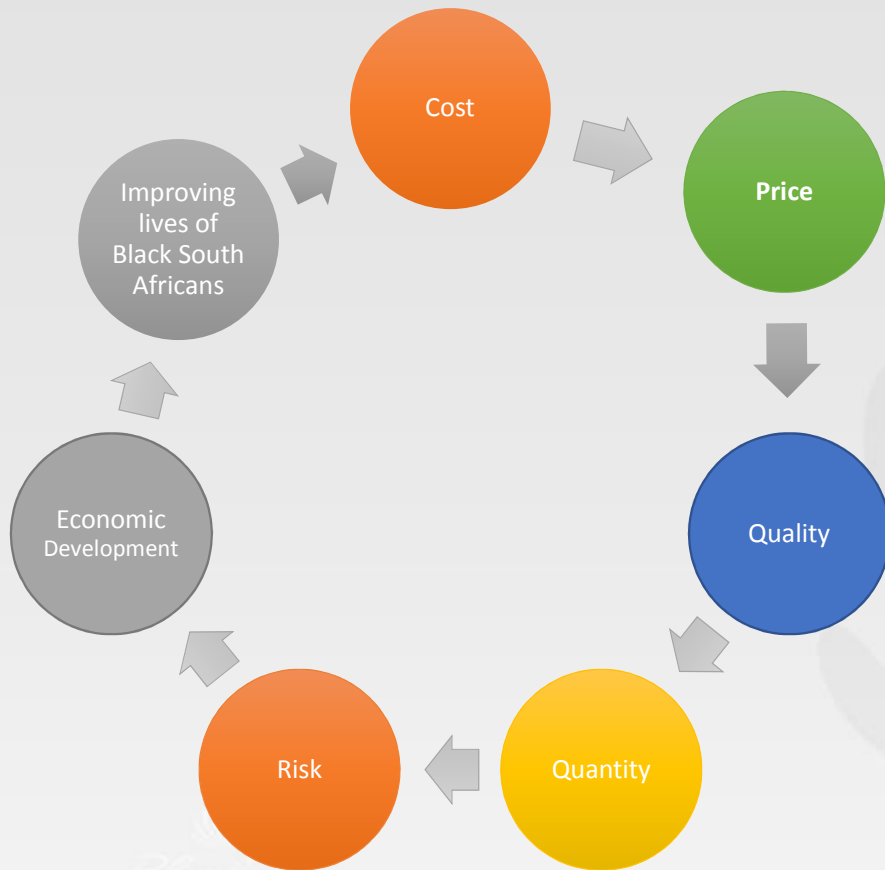 Cost
Price
Quality
Quantity
Risk
Economic
Development
Improving
lives of
Black South
Africans